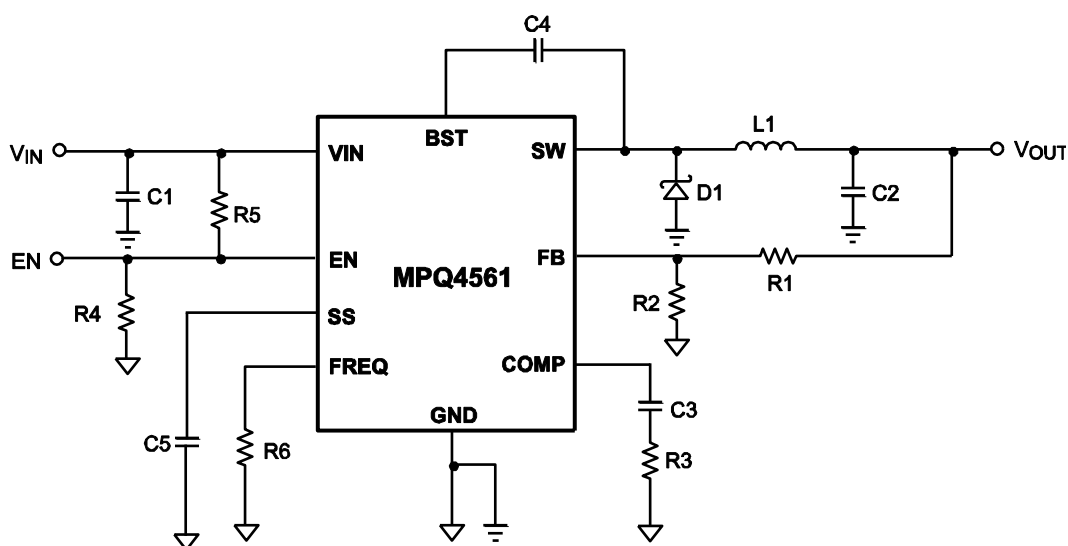 C4
L1
VIN
VIN
BST
SW
VOUT
C1
R5
D1
C2
EN
EN
FB
R1
MPQ4561
R4
R2
SS
FREQ
COMP
C3
GND
C5
R6
R3